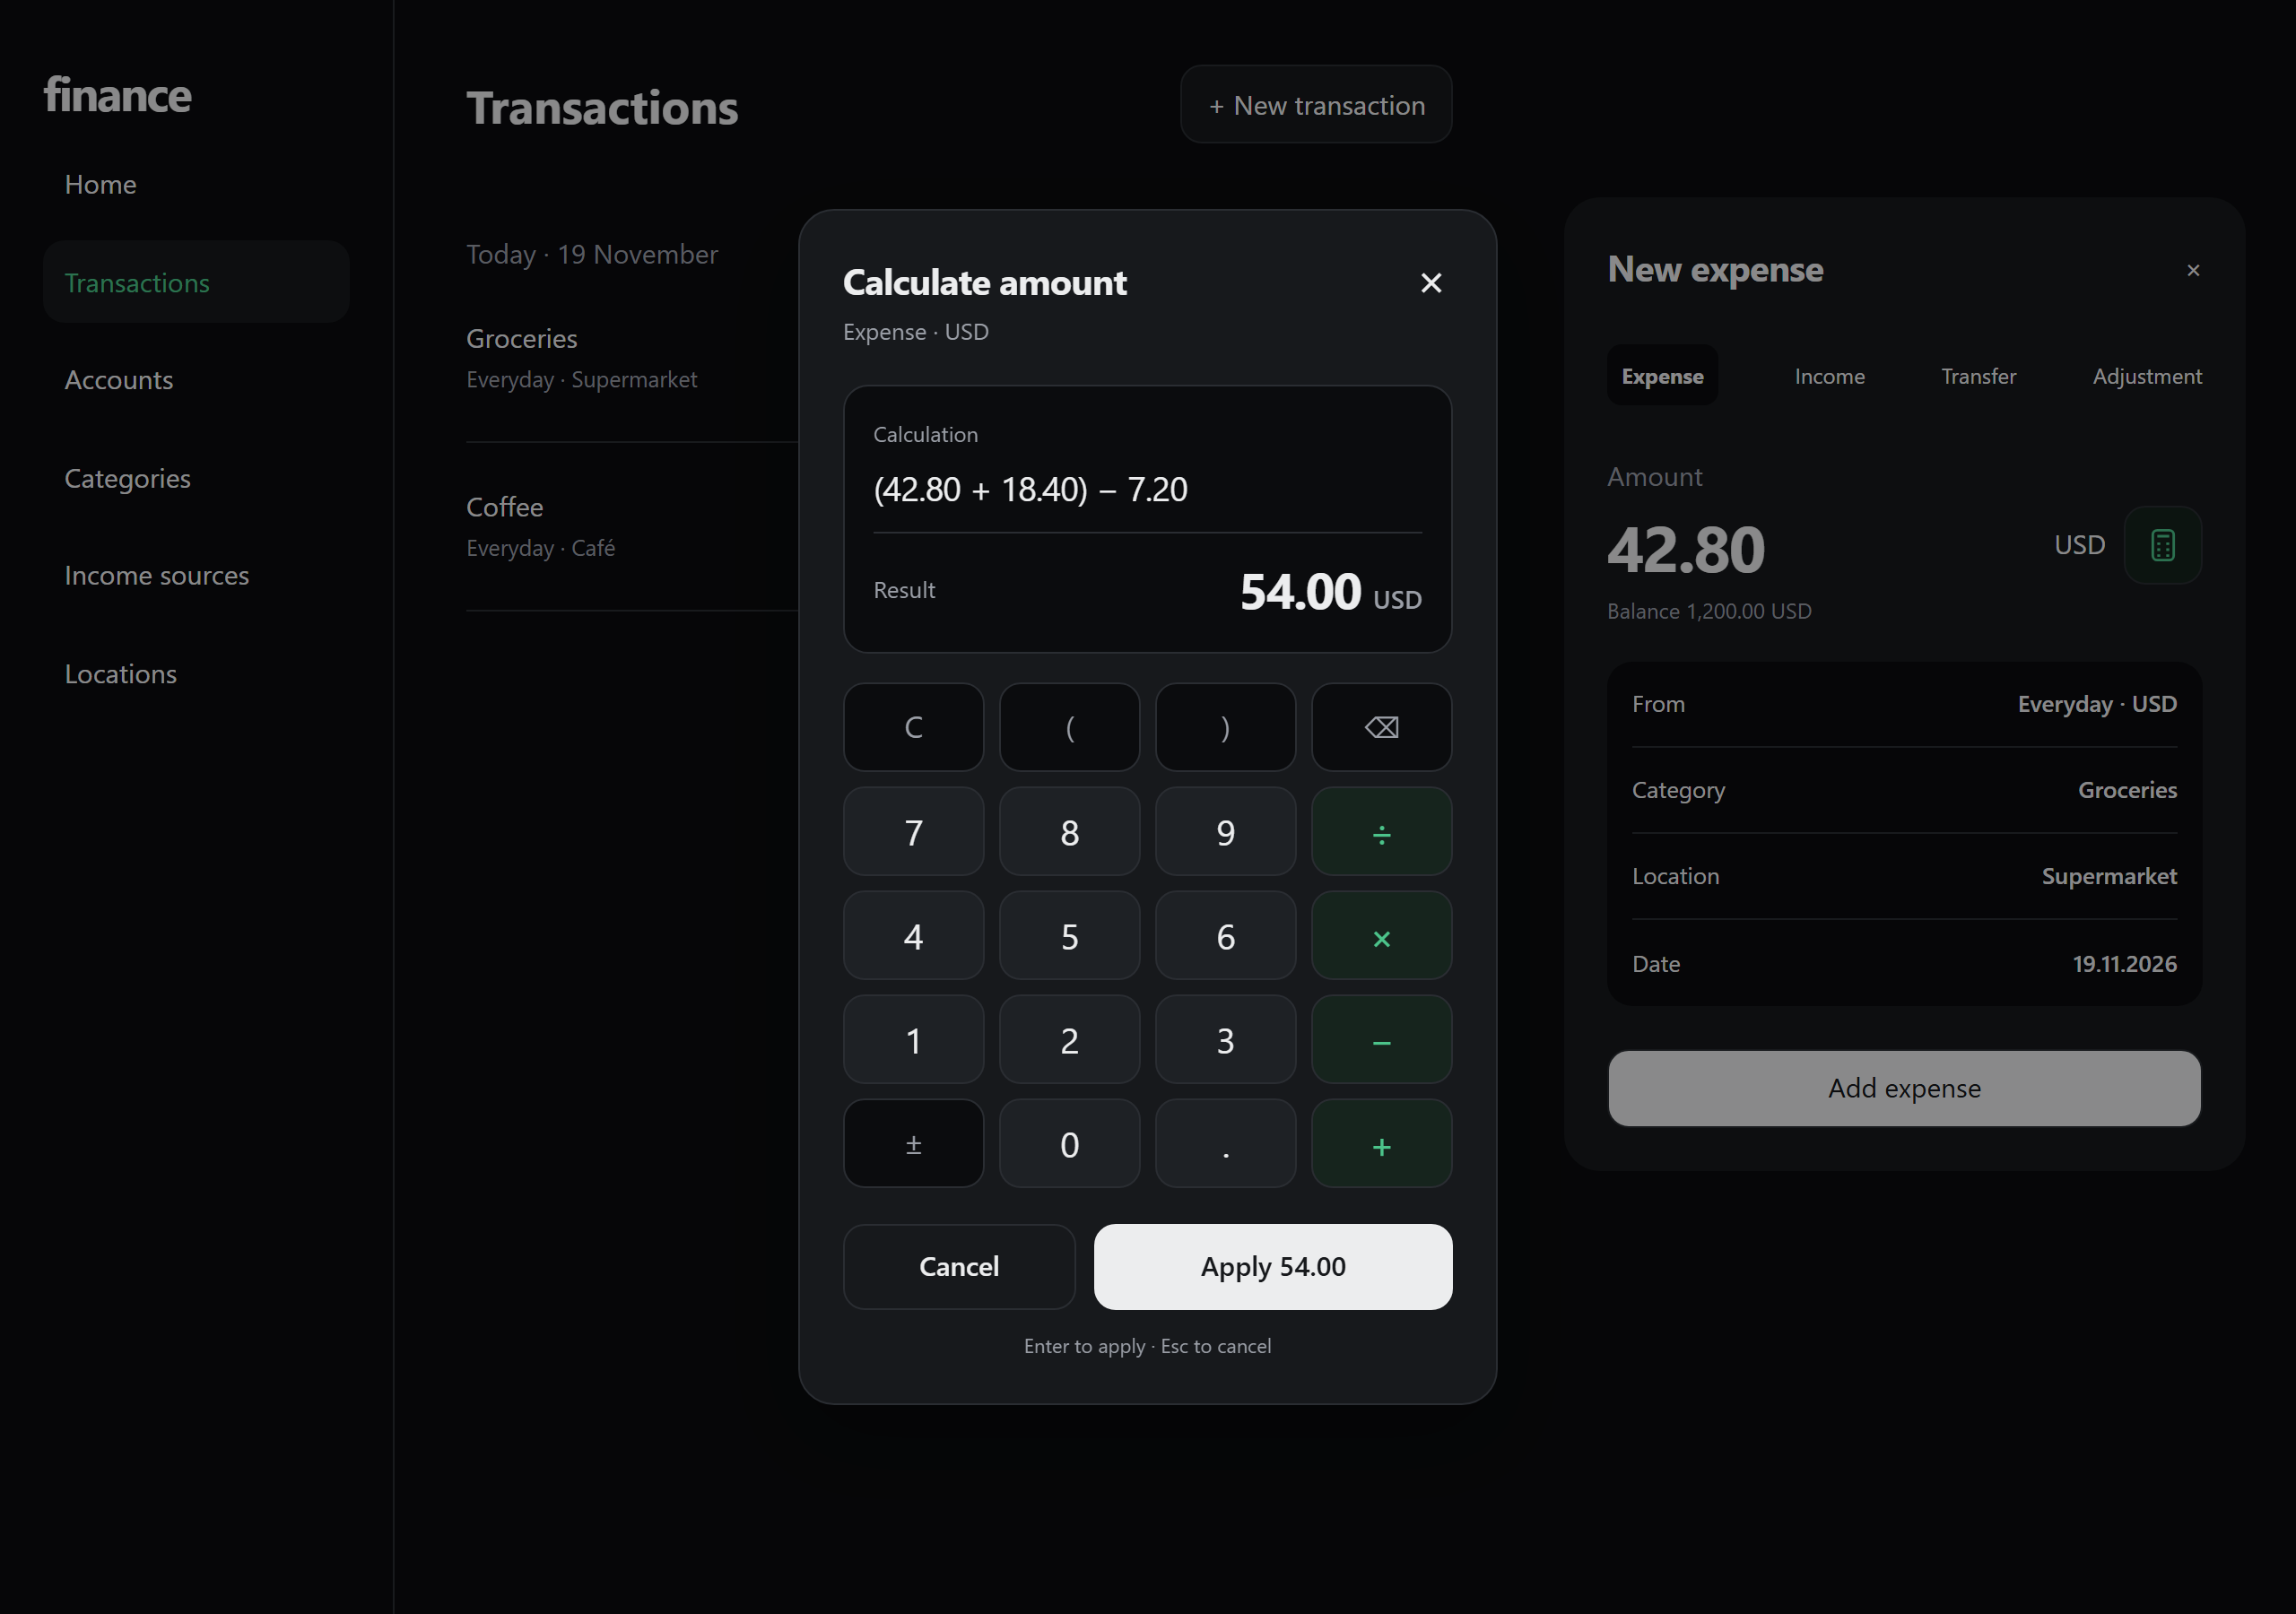 finance
Home
Transactions
Accounts
Categories
Income sources
Locations
Transactions
+ New transaction
Today · 19 November
Groceries
Everyday · Supermarket
Coffee
Everyday · Café
Calculate amount
×
Expense · USD
Calculation
(42.80 + 18.40) − 7.20
Result 54.00 USD
C ( ) ⌫
7 8 9 ÷
4 5 6 ×
1 2 3 −
± 0 . +
Cancel Apply 54.00
Enter to apply · Esc to cancel
New expense ×
Expense Income Transfer Adjustment
Amount
42.80 USD
Balance 1,200.00 USD
From Everyday · USD
Category Groceries
Location Supermarket
Date 19.11.2026
Add expense